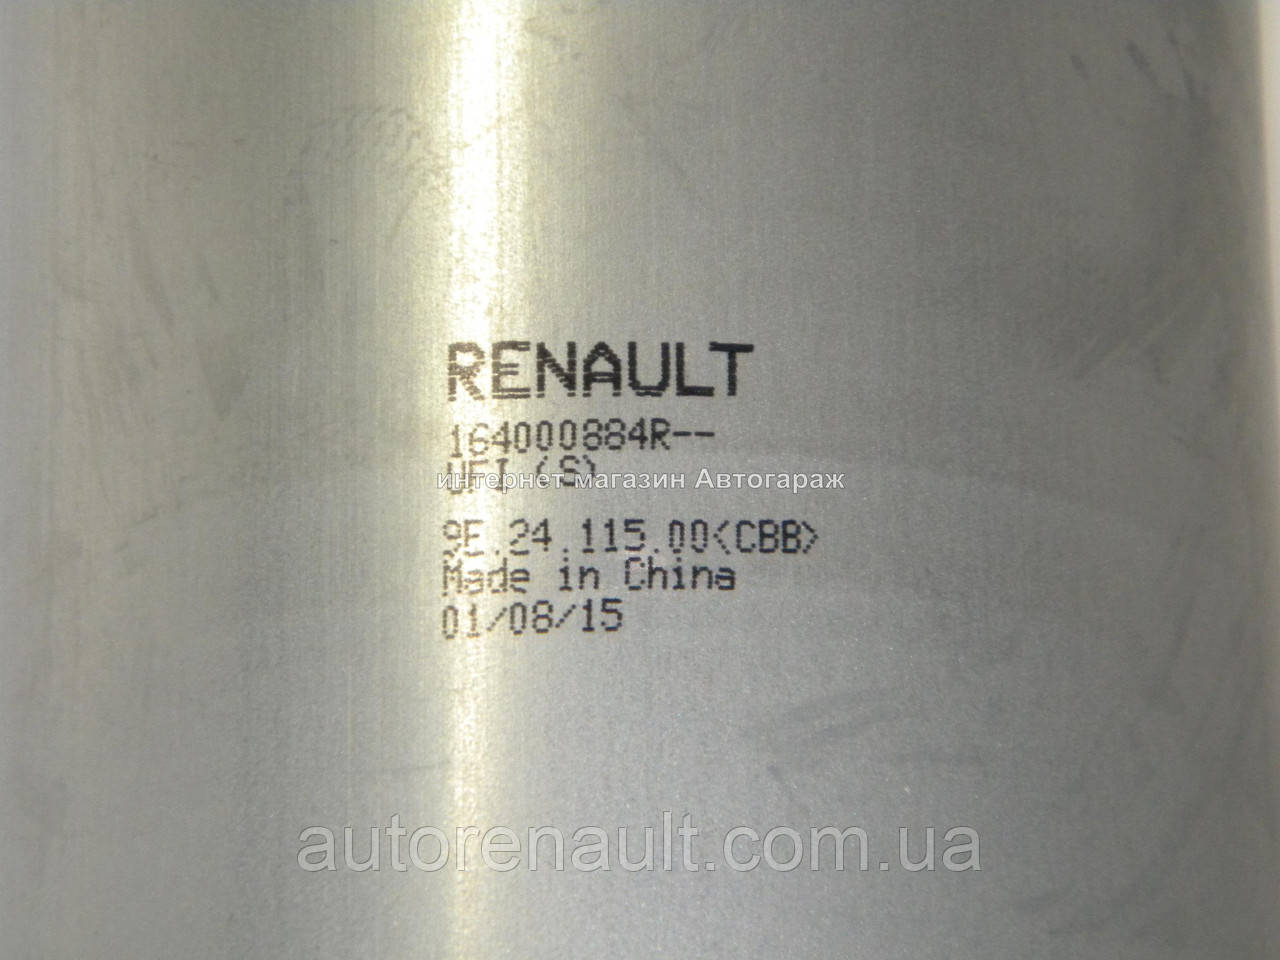 RENAULT
164000884R--
UFI (S)
интернет магазин Автогараж
9E.24.115.00<CBB>
Made in China
01/08/15
autorenault.com.ua